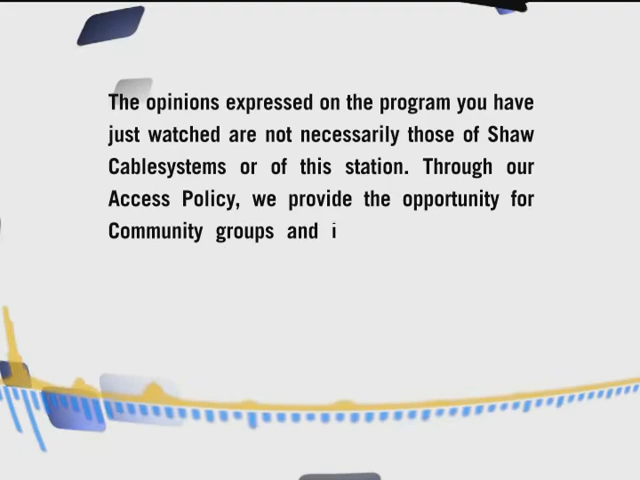 The opinions expressed on the program you have
just watched are not necessarily those of Shaw
Cablesystems or of this station. Through our
Access Policy, we provide the opportunity for
Community groups and i